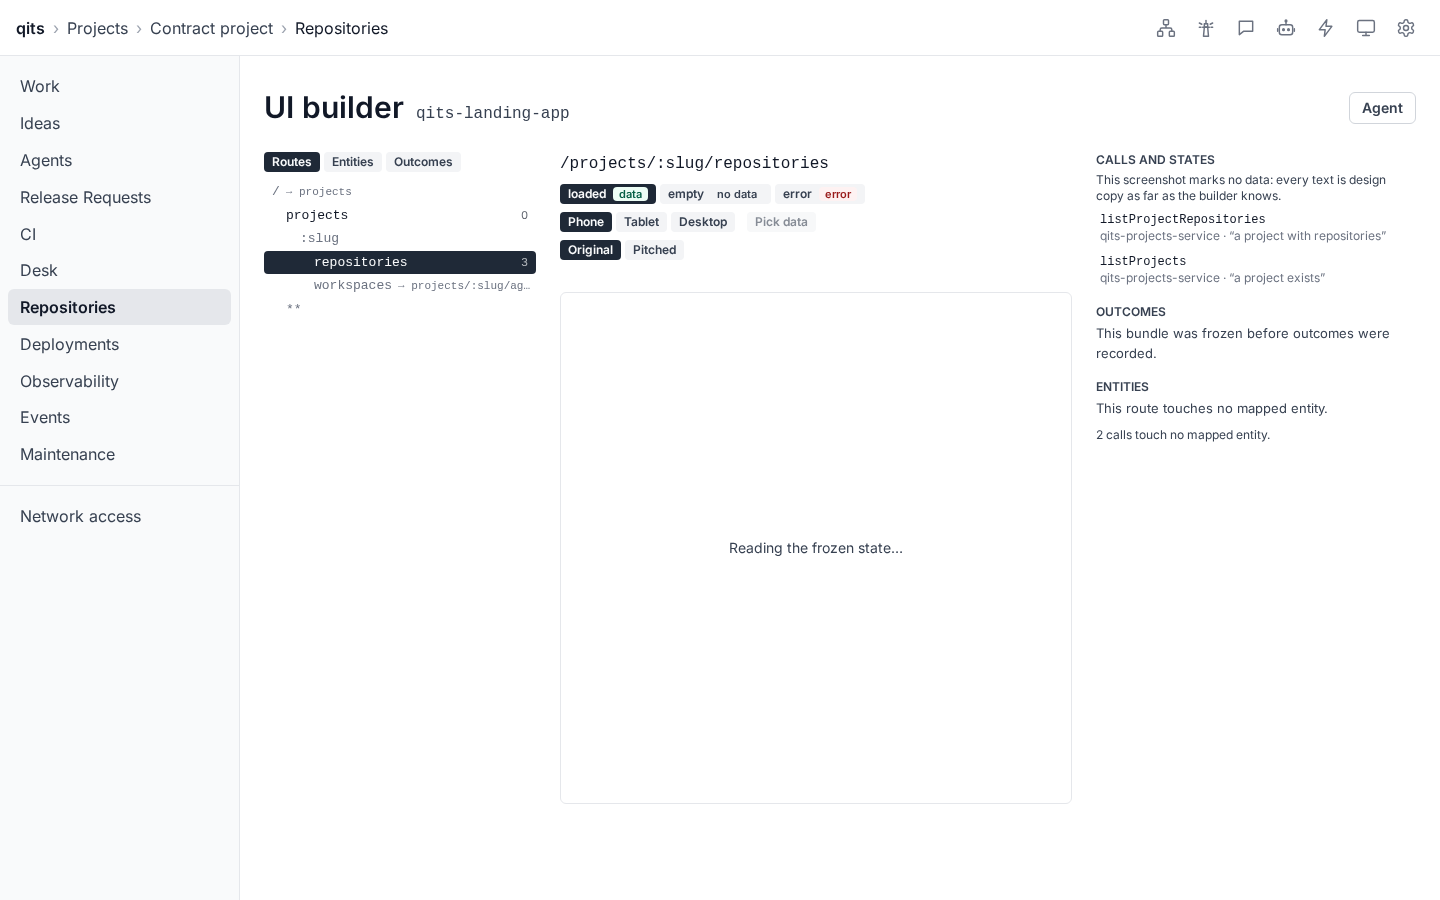 qits › Projects › Contract project › Repositories
Work
Ideas
Agents
Release Requests
CI
Desk
Repositories
Deployments
Observability
Events
Maintenance
Network access
UI builder qits-landing-app
Agent
Routes Entities Outcomes
/ → projects
projects 0
:slug
repositories 3
workspaces → projects/:slug/ag…
**
/projects/:slug/repositories
loaded data empty no data error error
Phone Tablet Desktop Pick data
Original Pitched
Reading the frozen state…
CALLS AND STATES
This screenshot marks no data: every text is design
copy as far as the builder knows.
listProjectRepositories
qits-projects-service · “a project with repositories”
listProjects
qits-projects-service · “a project exists”
OUTCOMES
This bundle was frozen before outcomes were
recorded.
ENTITIES
This route touches no mapped entity.
2 calls touch no mapped entity.